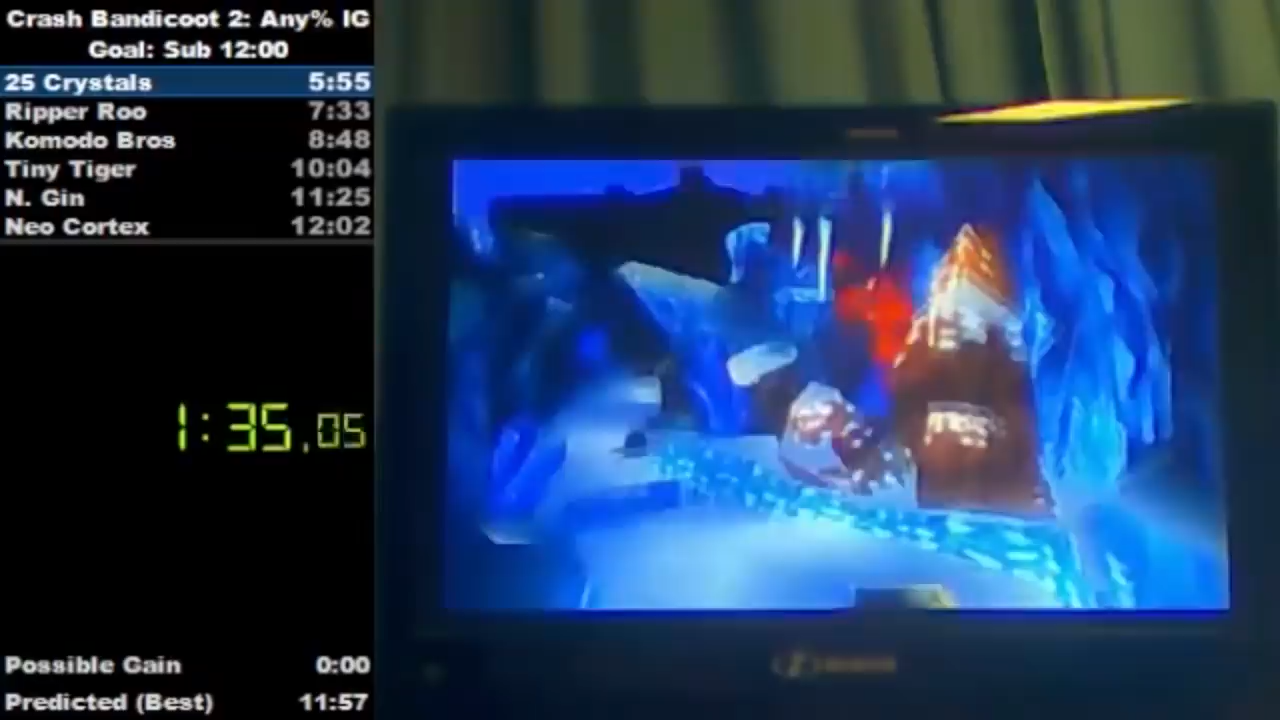 Crash Bandicoot 2: Any% IG
Goal: Sub 12:00
25 Crystals 5:55
Ripper Roo 7:33
Komodo Bros 8:48
Tiny Tiger 10:04
N. Gin 11:25
Neo Cortex 12:02
1:35.05
Possible Gain 0:00
Predicted (Best) 11:57